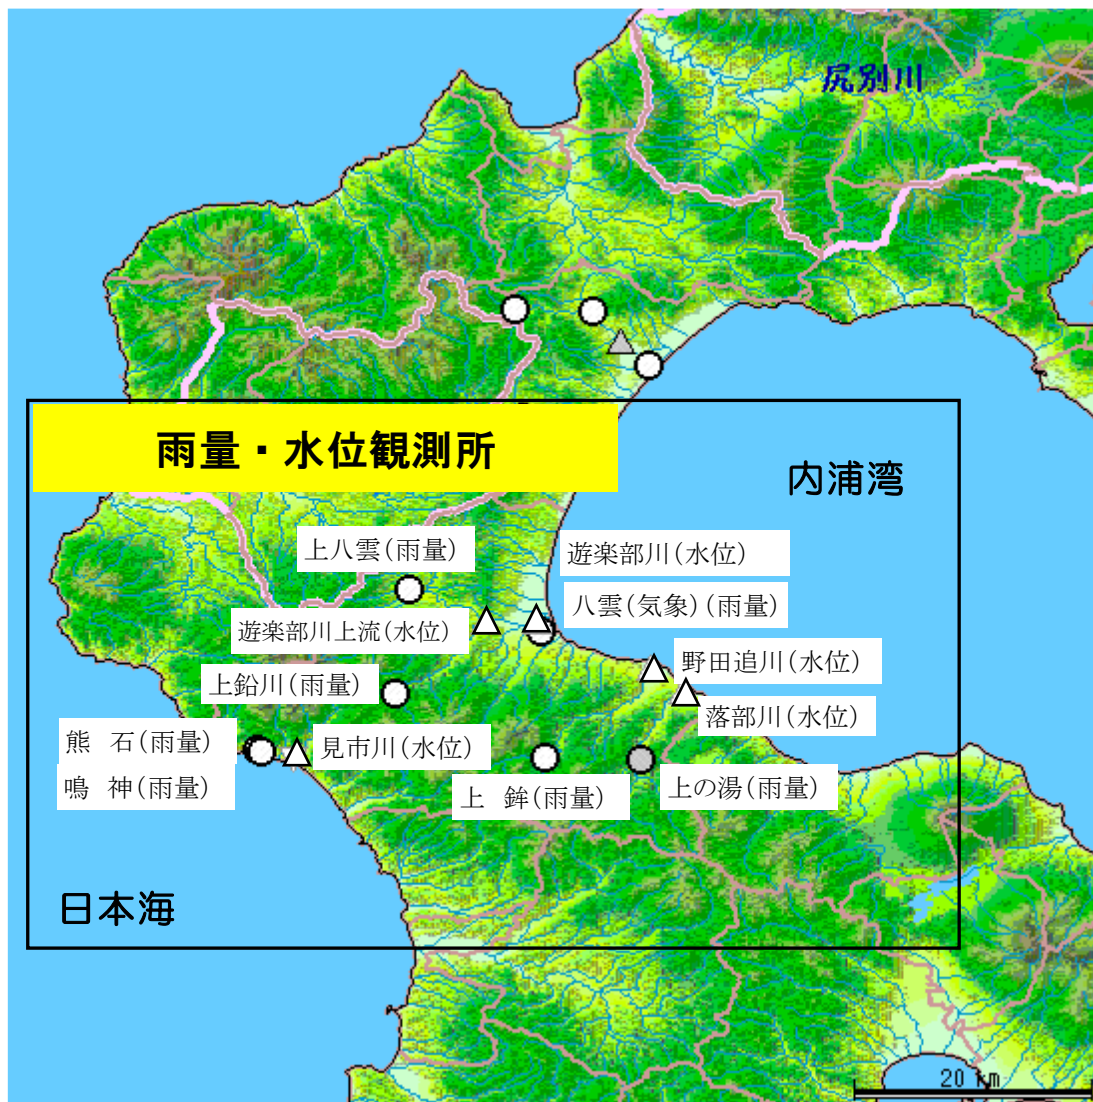 尻別川
雨量・水位観測所
内浦湾
上八雲(雨量)
遊楽部川(水位)
八雲(気象)(雨量)
遊楽部川上流(水位)
野田追川(水位)
上鉛川(雨量)
落部川(水位)
熊 石(雨量)
見市川(水位)
鳴 神(雨量)
上 鉾(雨量)
上の湯(雨量)
日本海
20 km